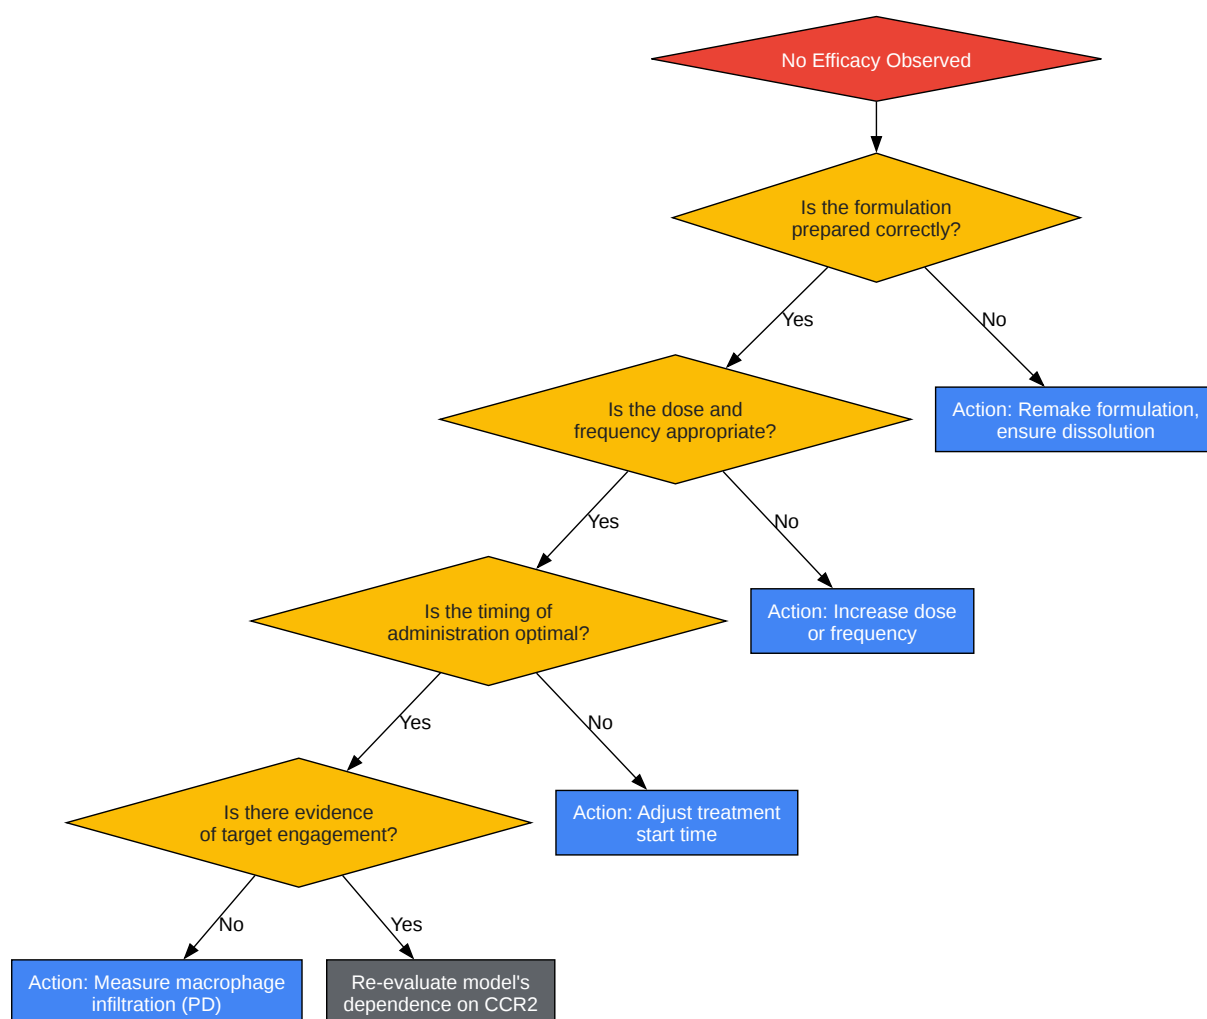 No Efficacy Observed
Is the formulation
prepared correctly?
Yes
No
Is the dose and
frequency appropriate?
Action: Remake formulation,
ensure dissolution
Yes
No
Is the timing of
administration optimal?
Action: Increase dose
or frequency
Yes
No
Is there evidence
of target engagement?
Action: Adjust treatment
start time
No
Yes
Action: Measure macrophage
infiltration (PD)
Re-evaluate model's
dependence on CCR2